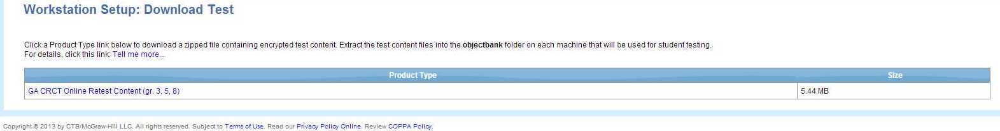 Workstation Setup: Download Test
Click a Product Type link below to download a zipped file containing encrypted test content. Extract the test content files into the objectbank folder on each machine that will be used for student testing.
For details, click this link: Tell me more...
Product Type Size
GA CRCT Online Retest Content (gr. 3, 5, 8) 5.44 MB
Copyright © 2013 by CTB/McGraw-Hill LLC. All rights reserved. Subject to Terms of Use. Read our Privacy Policy Online. Review COPPA Policy.